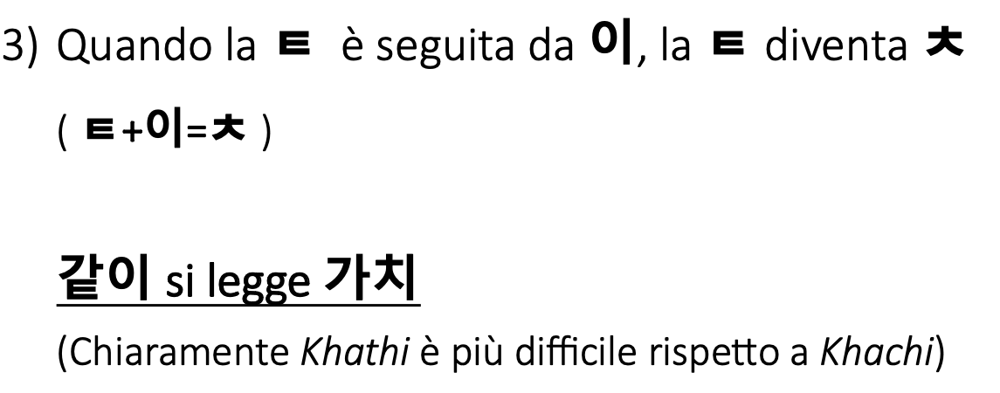 3) Quando la ㅌ è seguita da 이, la ㅌ diventa ㅊ
( ㅌ+이=ㅊ )
같이 si legge 가치
(Chiaramente Khathi è più difficile rispetto a Khachi)